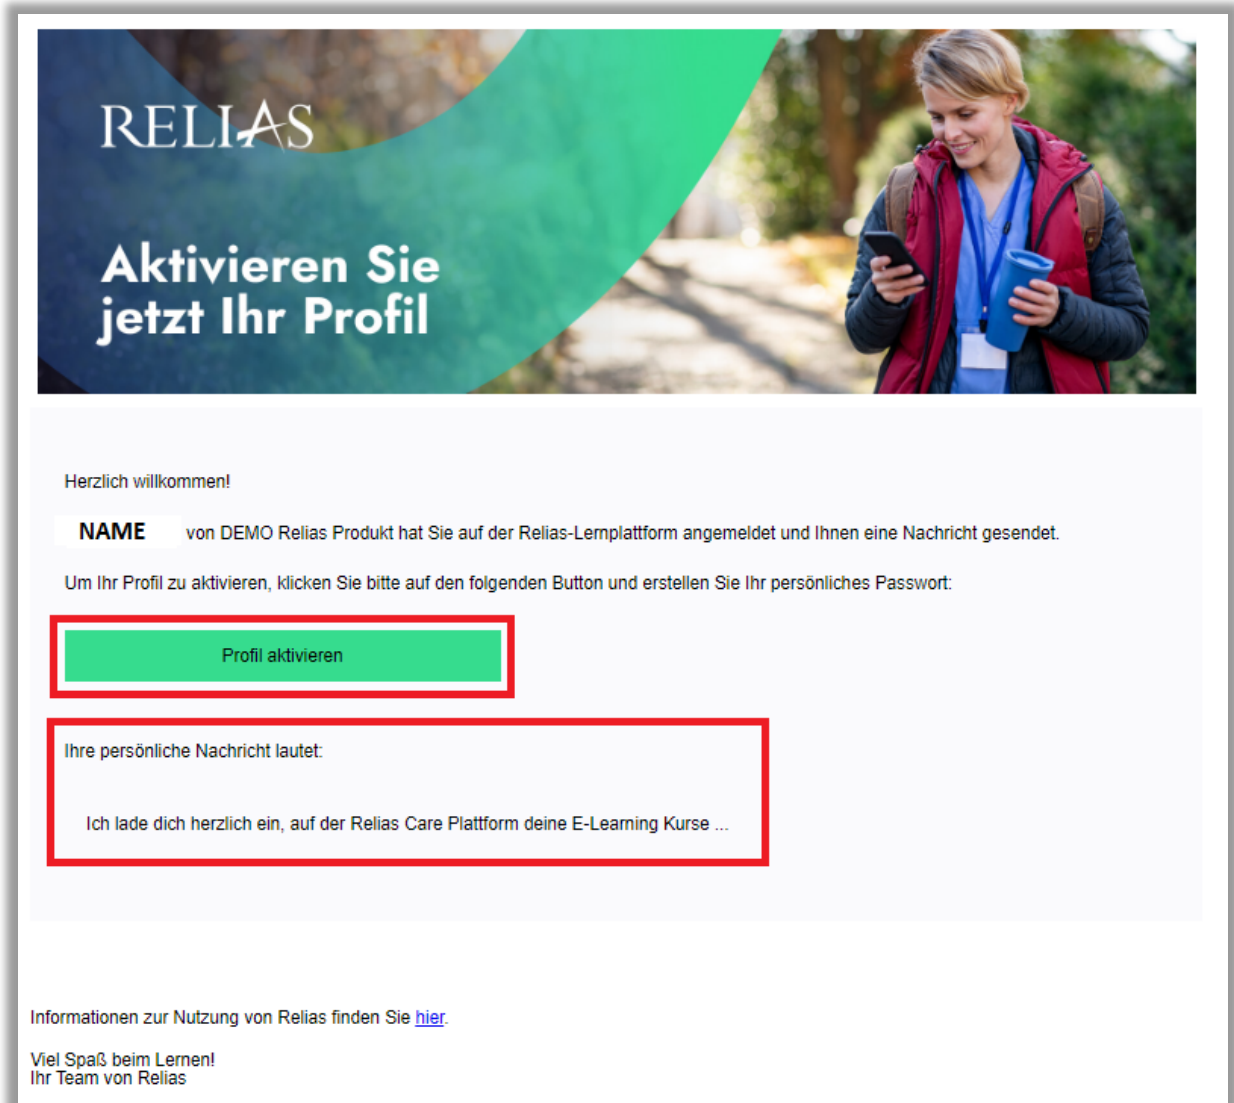 RELIAS
Aktivieren Sie
jetzt Ihr Profil
Herzlich willkommen!
NAME von DEMO Relias Produkt hat Sie auf der Relias-Lernplattform angemeldet und Ihnen eine Nachricht gesendet.
Um Ihr Profil zu aktivieren, klicken Sie bitte auf den folgenden Button und erstellen Sie Ihr persönliches Passwort:
Profil aktivieren
Ihre persönliche Nachricht lautet:
Ich lade dich herzlich ein, auf der Relias Care Plattform deine E-Learning Kurse ...
Informationen zur Nutzung von Relias finden Sie hier.
Viel Spaß beim Lernen!
Ihr Team von Relias